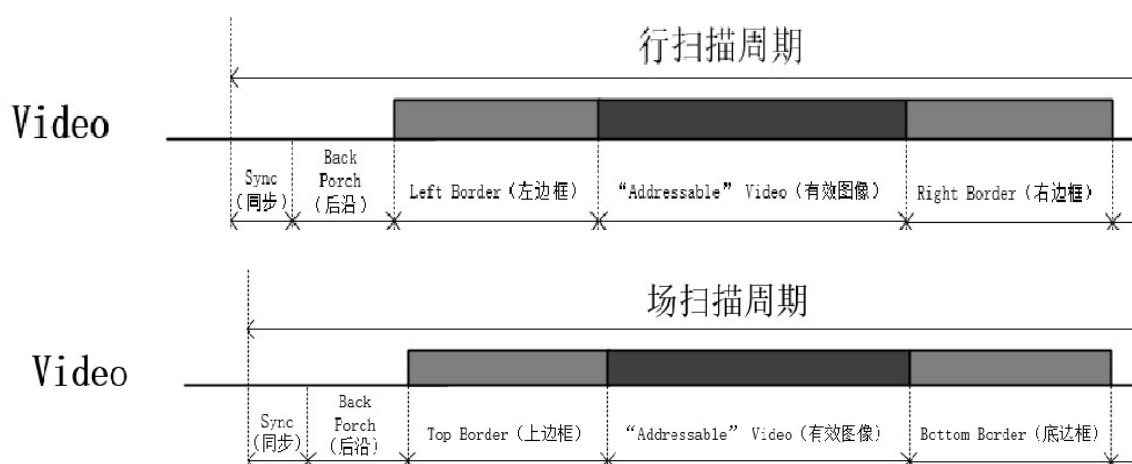 行扫描周期
Video
Sync
(同步)
Back
Porch
(后沿)
Left Border (左边框)
“Addressable” Video (有效图像)
Right Border (右边框)
场扫描周期
Video
Sync
(同步)
Back
Porch
(后沿)
Top Border (上边框)
“Addressable” Video (有效图像)
Bottom Border (底边框)